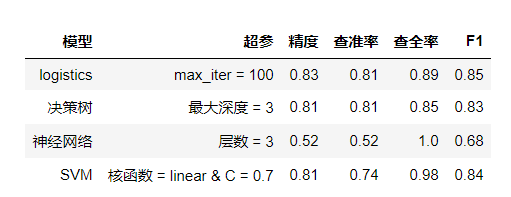 模型 超参 精度 查准率 查全率 F1
logistics max_iter = 100 0.83 0.81 0.89 0.85
决策树 最大深度 = 3 0.81 0.81 0.85 0.83
神经网络 层数 = 3 0.52 0.52 1.0 0.68
SVM 核函数 = linear & C = 0.7 0.81 0.74 0.98 0.84